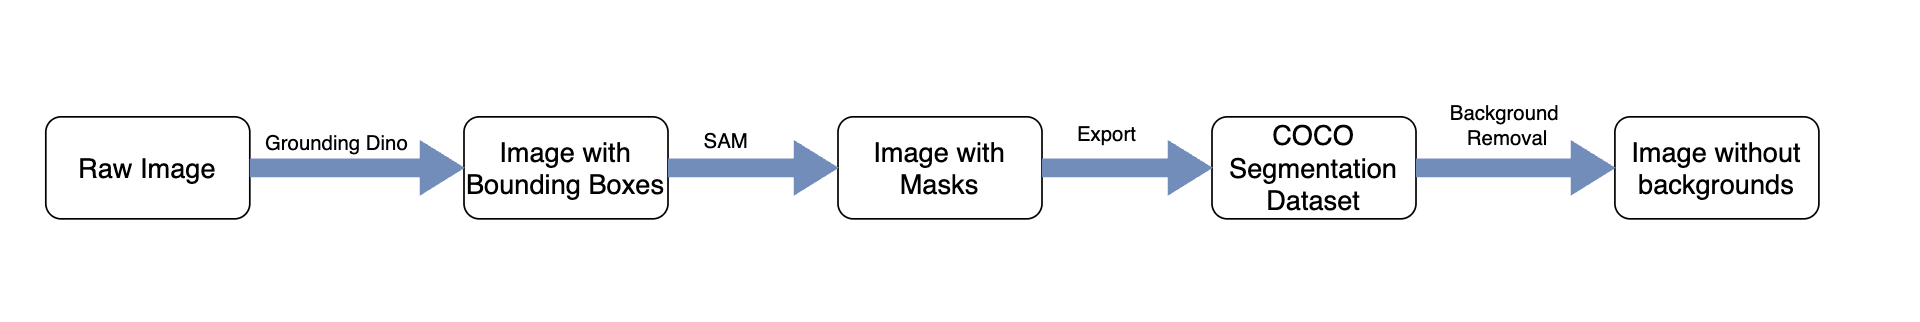 Raw Image
Grounding Dino
Image with
Bounding Boxes
SAM
Image with
Masks
Export
COCO
Segmentation
Dataset
Background
Removal
Image without
backgrounds